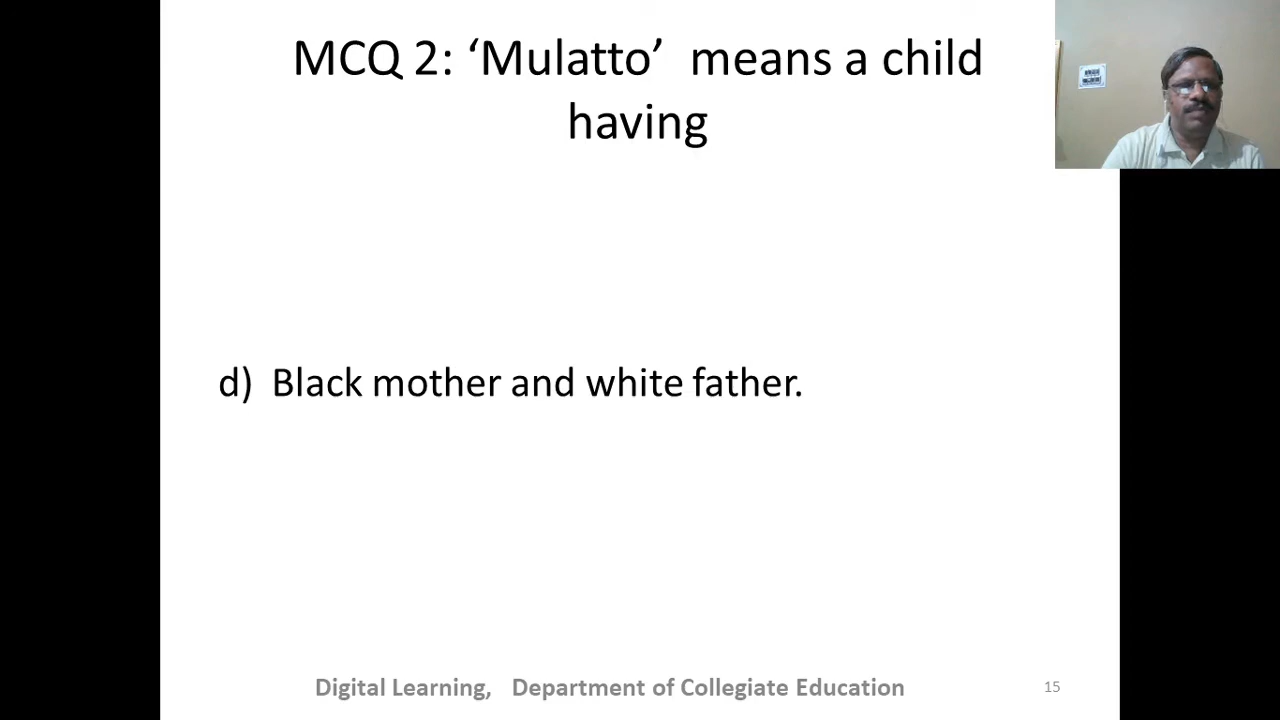 MCQ 2: ‘Mulatto’ means a child
having
d) Black mother and white father.
Digital Learning, Department of Collegiate Education
15